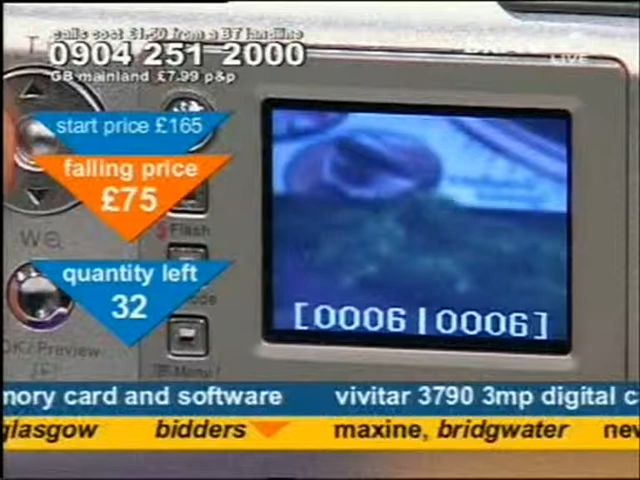 calls cost £1.50 from a BT landline
0904 251 2000
GB mainland £7.99 p&p
LIVE
start price £165
falling price
£75
Flash
W
quantity left
32
[0006|0006]
OK/Preview
Menu/
mory card and software vivitar 3790 3mp digital c
glasgow bidders maxine, bridgwater nev